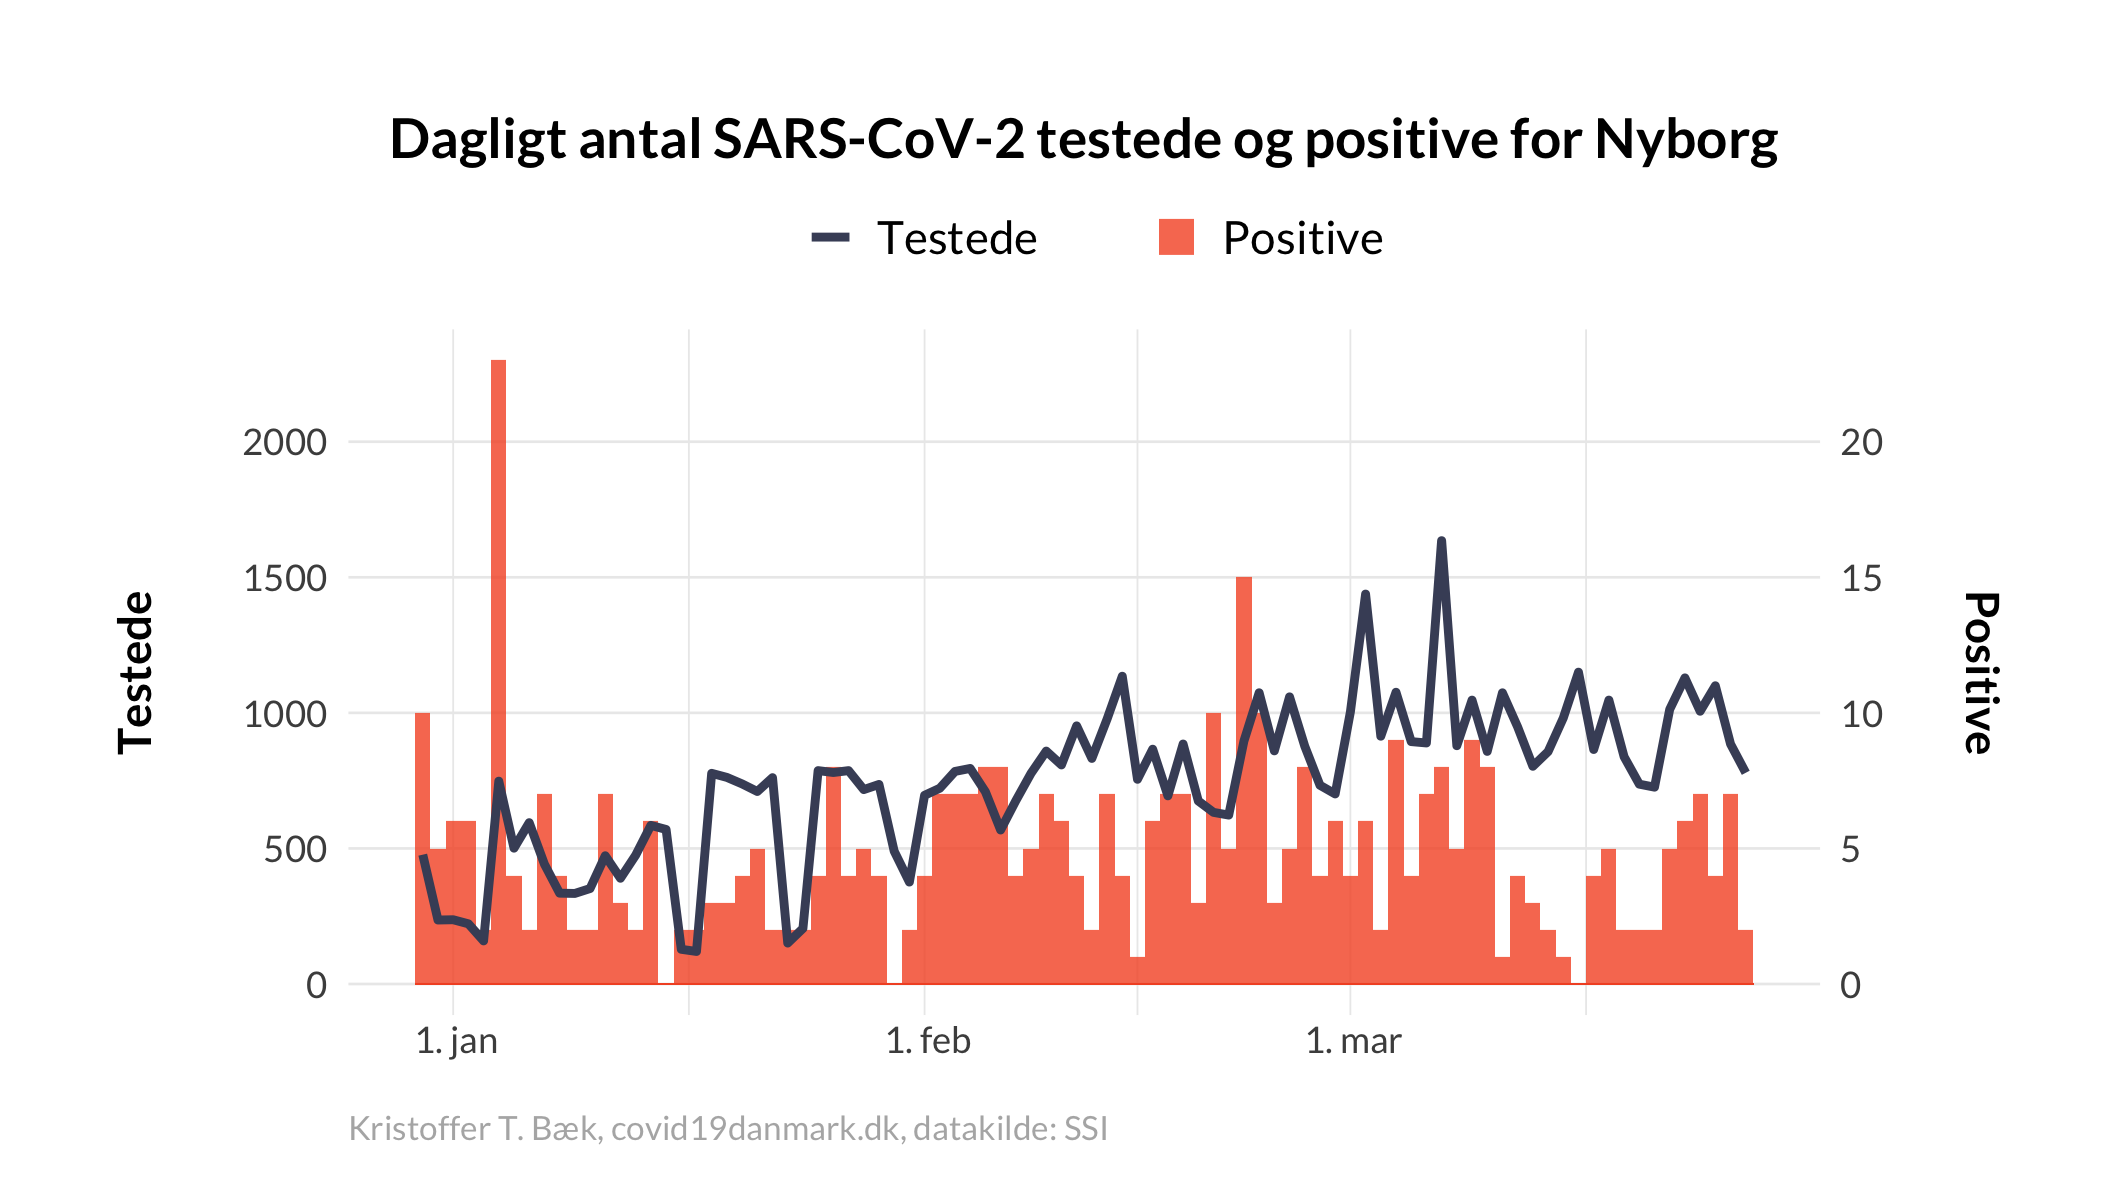 Dagligt antal SARS-CoV-2 testede og positive for Nyborg
Testede
Positive
Testede
2000
1500
1000
500
0
20
15
10
5
0
Positive
1. jan
1. feb
1. mar
Kristoffer T. Bæk, covid19danmark.dk, datakilde: SSI